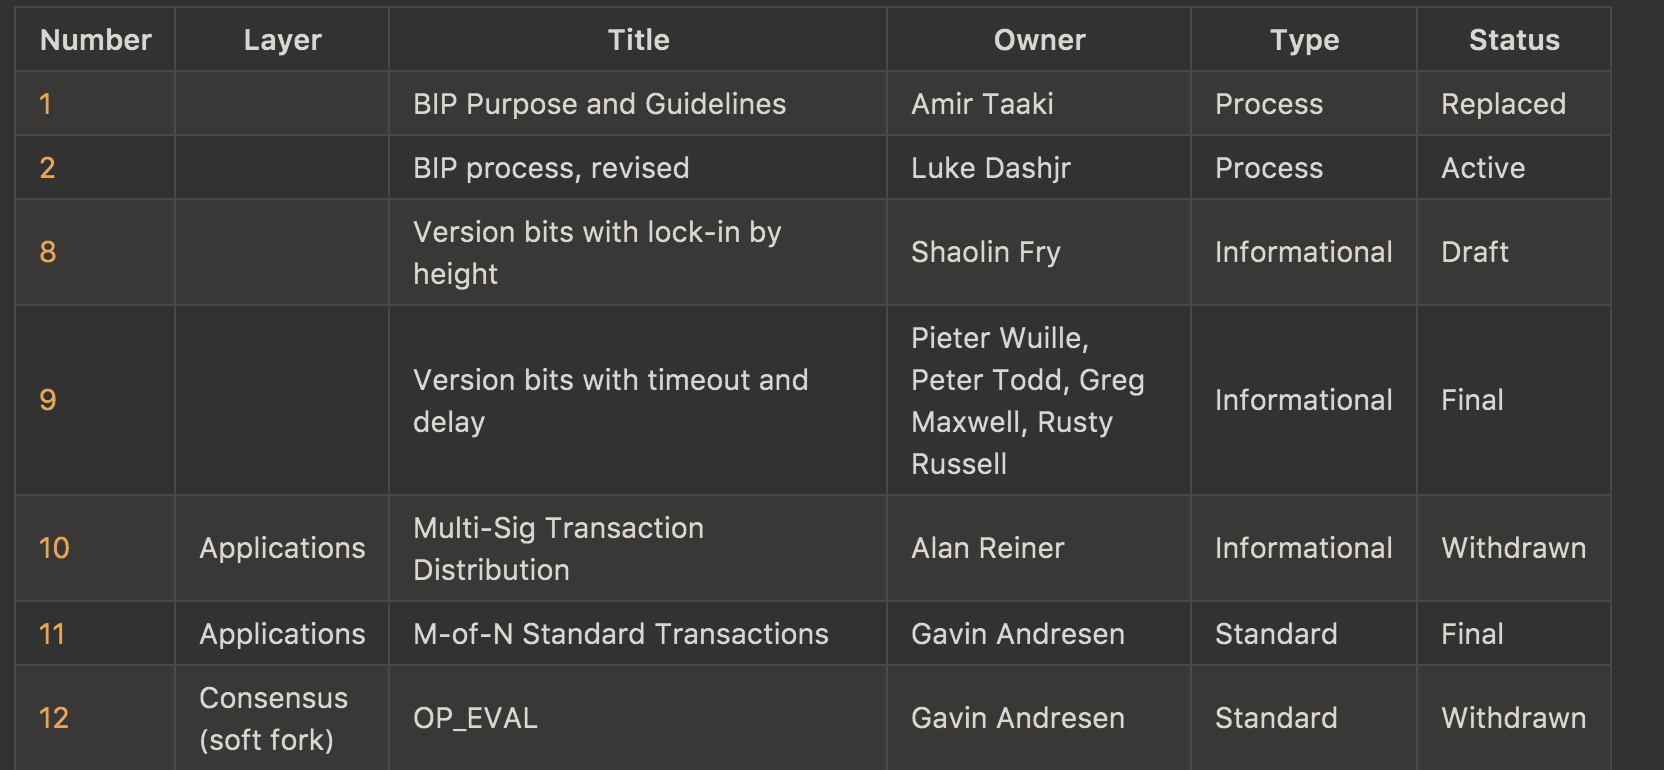 Number Layer Title Owner Type Status
1 BIP Purpose and Guidelines Amir Taaki Process Replaced
2 BIP process, revised Luke Dashjr Process Active
8 Version bits with lock-in by height Shaolin Fry Informational Draft
9 Version bits with timeout and delay Pieter Wuille, Peter Todd, Greg Maxwell, Rusty Russell Informational Final
10 Applications Multi-Sig Transaction Distribution Alan Reiner Informational Withdrawn
11 Applications M-of-N Standard Transactions Gavin Andresen Standard Final
12 Consensus (soft fork) OP_EVAL Gavin Andresen Standard Withdrawn